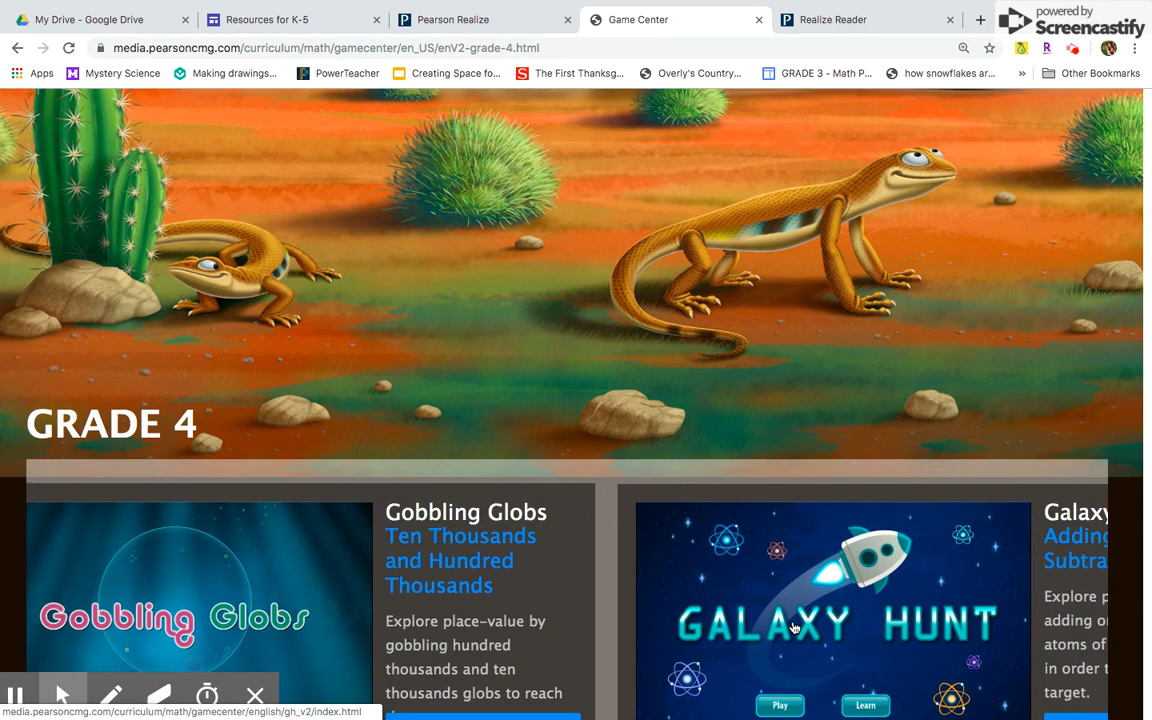 My Drive - Google Drive
Resources for K-5
Pearson Realize
Game Center
Realize Reader
powered by
Screencastify
media.pearsoncmg.com/curriculum/math/gamecenter/en_US/enV2-grade-4.html
Apps
Mystery Science
Making drawings...
PowerTeacher
Creating Space fo...
The First Thanksg...
Overly's Country...
GRADE 3 - Math P...
how snowflakes ar...
Other Bookmarks
GRADE 4
Gobbling Globs
Gobbling Globs
Ten Thousands
and Hundred
Thousands
Explore place-value by
gobbling hundred
thousands and ten
thousands globs to reach
GALAXY HUNT
Play
Learn
Galaxy
Adding
Subtra
Explore p
adding o
atoms of
in order t
target.
media.pearsoncmg.com/curriculum/math/gamecenter/english/gh_v2/index.html